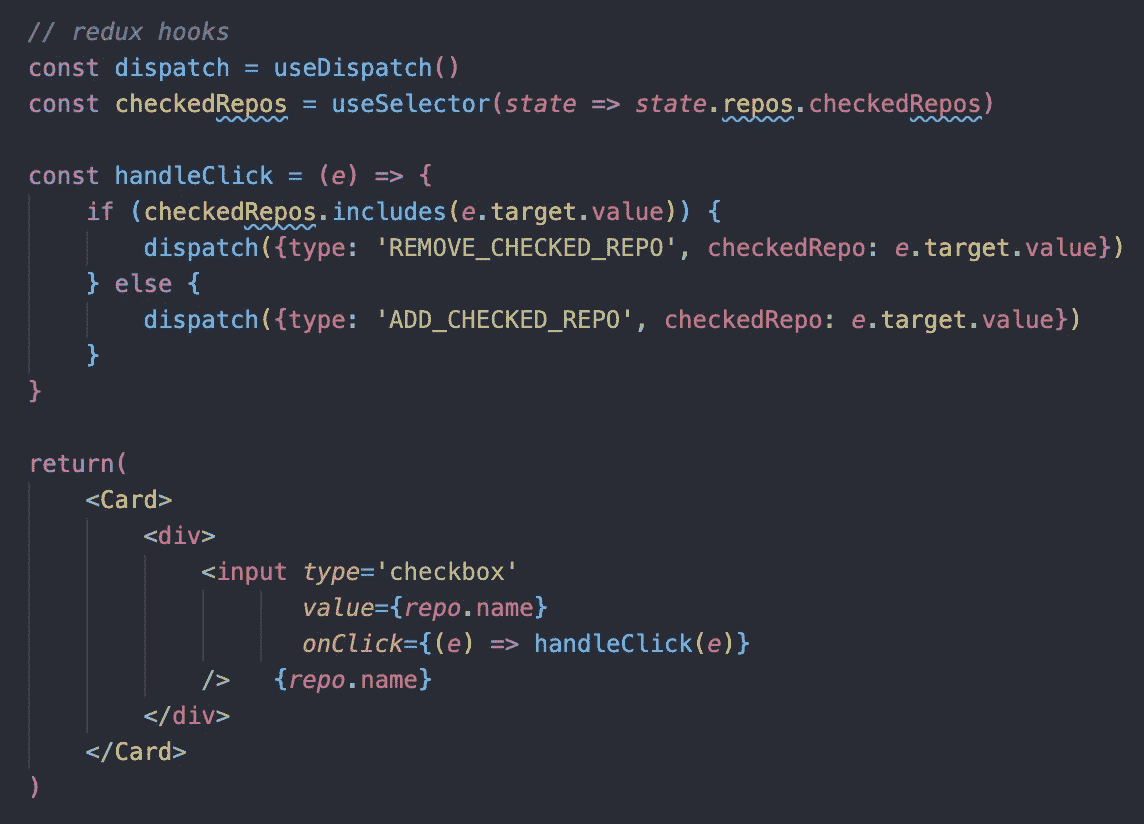 // redux hooks
const dispatch = useDispatch()
const checkedRepos = useSelector(state => state.repos.checkedRepos)

const handleClick = (e) => {
    if (checkedRepos.includes(e.target.value)) {
        dispatch({type: 'REMOVE_CHECKED_REPO', checkedRepo: e.target.value})
    } else {
        dispatch({type: 'ADD_CHECKED_REPO', checkedRepo: e.target.value})
    }
}

return(
    <Card>
        <div>
            <input type='checkbox'
                   value={repo.name}
                   onClick={(e) => handleClick(e)}
            />   {repo.name}
        </div>
    </Card>
)